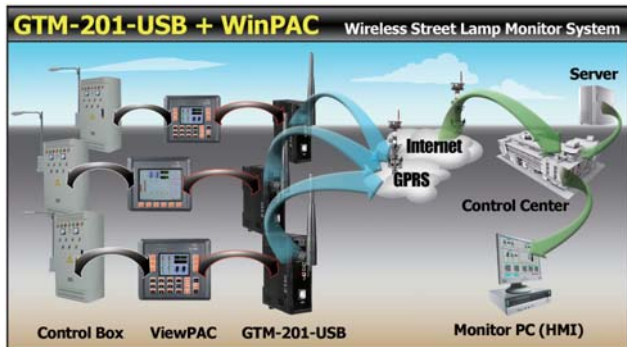 GTM-201-USB + WinPAC Wireless Street Lamp Monitor System
Server
Internet
GPRS
Control Center
Control Box ViewPAC GTM-201-USB Monitor PC (HMI)